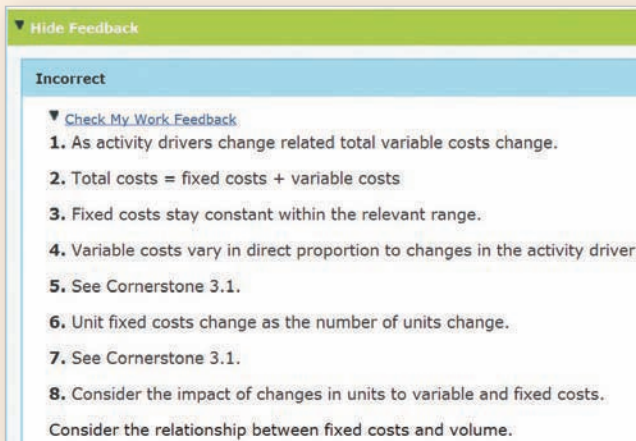 Hide Feedback
Incorrect
Check My Work Feedback
1. As activity drivers change related total variable costs change.
2. Total costs = fixed costs + variable costs
3. Fixed costs stay constant within the relevant range.
4. Variable costs vary in direct proportion to changes in the activity driver
5. See Cornerstone 3.1.
6. Unit fixed costs change as the number of units change.
7. See Cornerstone 3.1.
8. Consider the impact of changes in units to variable and fixed costs.
Consider the relationship between fixed costs and volume.